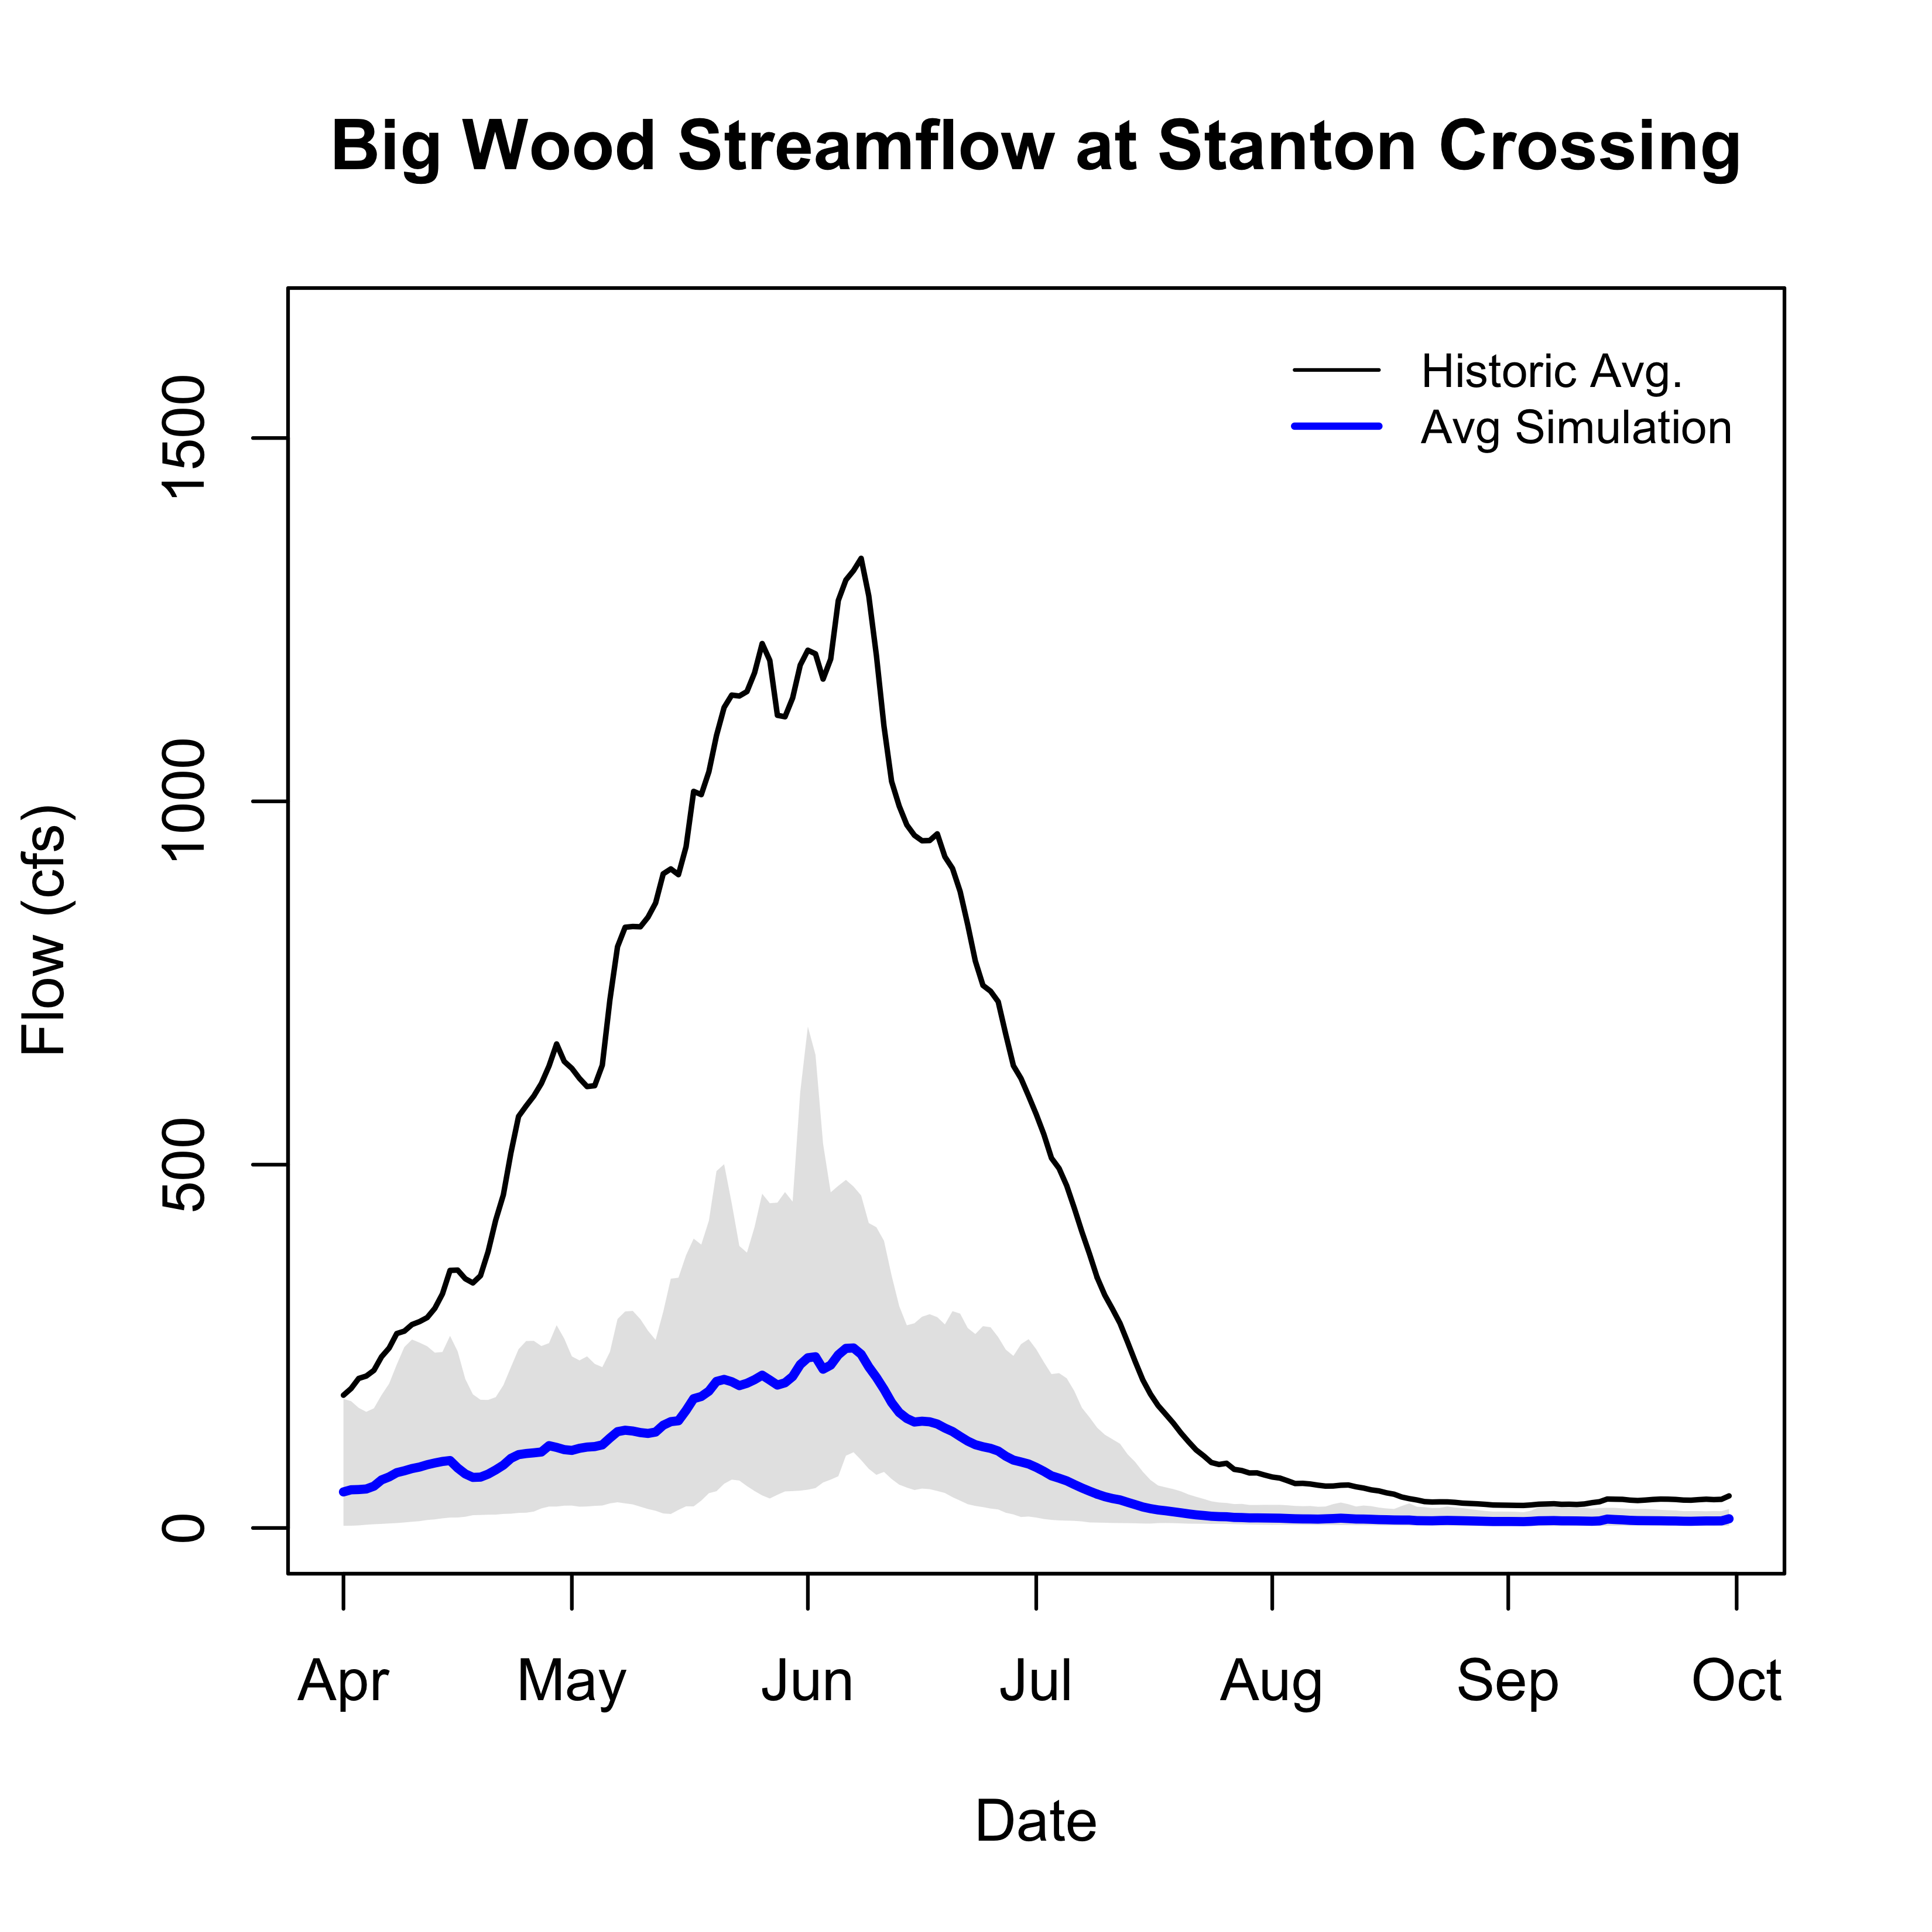 Big Wood Streamflow at Stanton Crossing
Historic Avg.
Avg Simulation
Flow (cfs)
1500
1000
500
0
Apr May Jun Jul Aug Sep Oct
Date